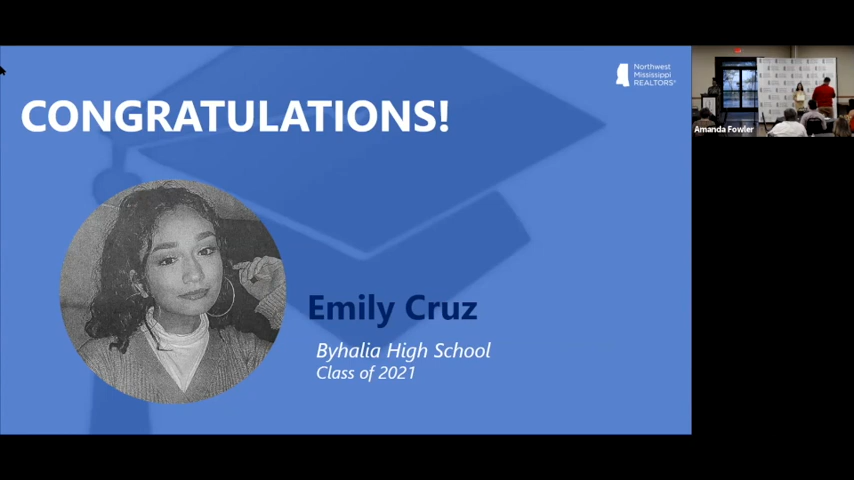 CONGRATULATIONS!
Northwest
Mississippi
REALTORS®
Emily Cruz
Byhalia High School
Class of 2021
Amanda Fowler